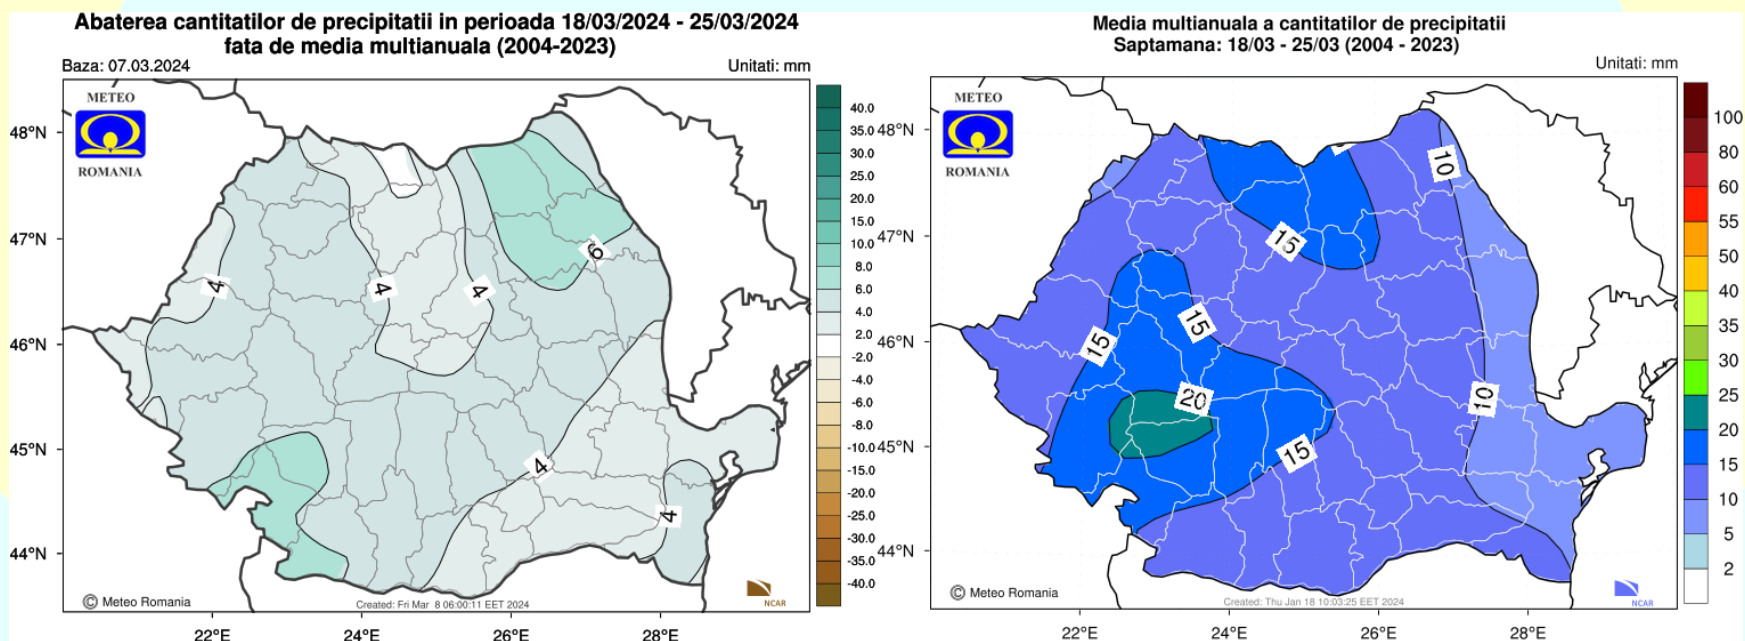 Abaterea cantitatilor de precipitatii in perioada 18/03/2024 - 25/03/2024
fata de media multianuala (2004-2023)
Baza: 07.03.2024
Unitati: mm
METEO
ROMANIA
48°N
47°N
46°N
45°N
44°N
22°E
24°E
26°E
28°E
4
4
4
6
4
4
© Meteo Romania
Created: Fri Mar 8 06:00:11 EET 2024
NCAR
40.0
35.0
30.0
25.0
20.0
15.0
10.0
8.0
6.0
4.0
2.0
-2.0
-4.0
-6.0
-8.0
-10.0
-15.0
-20.0
-25.0
-30.0
-35.0
-40.0
Media multianuala a cantitatilor de precipitatii
Saptamana: 18/03 - 25/03 (2004 - 2023)
Unitati: mm
METEO
ROMANIA
48°N
47°N
46°N
45°N
44°N
22°E
24°E
26°E
28°E
10
15
15
15
20
10
15
© Meteo Romania
Created: Thu Jan 18 10:03:25 EET 2024
NCAR
100
80
60
55
50
40
35
30
25
20
15
10
5
2